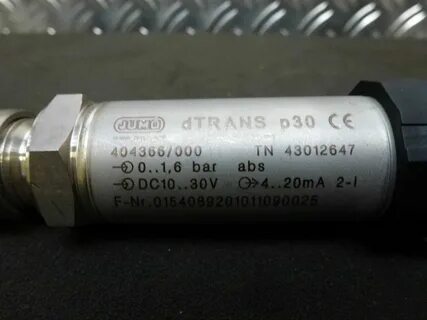 JUMO dTRANS p30 CE
404366/000 TN 43012647
0..1,6 bar abs
DC10..30V 4..20mA 2-l
F-Nr.0154089201011090025